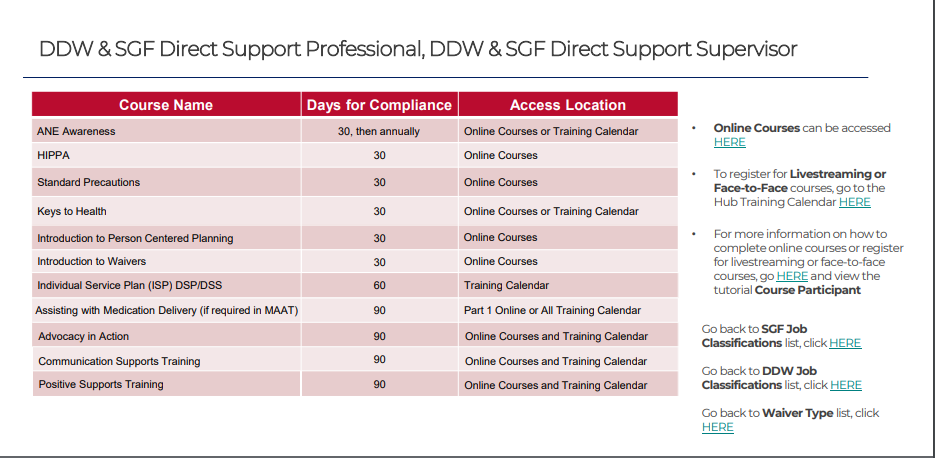 DDW & SGF Direct Support Professional, DDW & SGF Direct Support Supervisor
Course Name Days for Compliance Access Location
ANE Awareness 30, then annually Online Courses or Training Calendar
HIPPA 30 Online Courses
Standard Precautions 30 Online Courses
Keys to Health 30 Online Courses or Training Calendar
Introduction to Person Centered Planning 30 Online Courses
Introduction to Waivers 30 Online Courses
Individual Service Plan (ISP) DSP/DSS 60 Training Calendar
Assisting with Medication Delivery (if required in MAAT) 90 Part 1 Online or All Training Calendar
Advocacy in Action 90 Online Courses and Training Calendar
Communication Supports Training 90 Online Courses and Training Calendar
Positive Supports Training 90 Online Courses and Training Calendar
• Online Courses can be accessed
HERE
• To register for Livestreaming or
Face-to-Face courses, go to the
Hub Training Calendar HERE
• For more information on how to
complete online courses or register
for livestreaming or face-to-face
courses, go HERE and view the
tutorial Course Participant
Go back to SGF Job
Classifications list, click HERE
Go back to DDW Job
Classifications list, click HERE
Go back to Waiver Type list, click
HERE